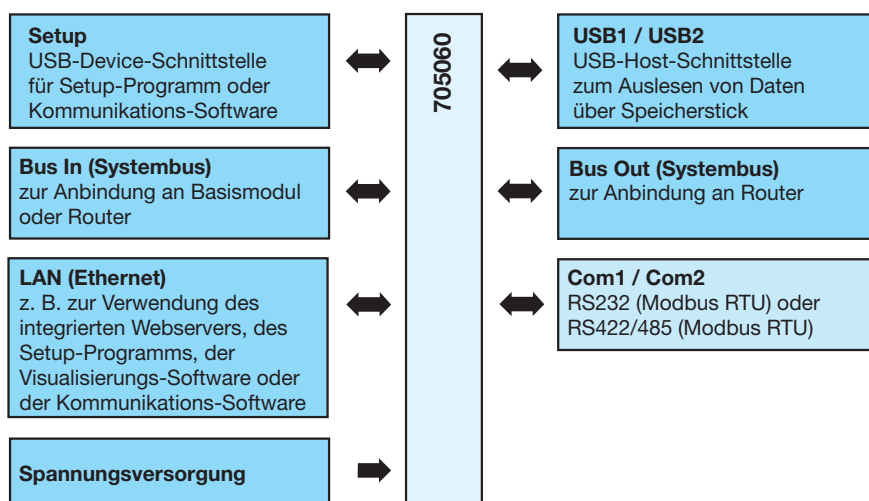 Setup
USB-Device-Schnittstelle
für Setup-Programm oder
Kommunikations-Software
Bus In (Systembus)
zur Anbindung an Basismodul
oder Router
LAN (Ethernet)
z. B. zur Verwendung des
integrierten Webservers, des
Setup-Programms, der
Visualisierungs-Software oder
der Kommunikations-Software
Spannungsversorgung
705060
USB1 / USB2
USB-Host-Schnittstelle
zum Auslesen von Daten
über Speicherstick
Bus Out (Systembus)
zur Anbindung an Router
Com1 / Com2
RS232 (Modbus RTU) oder
RS422/485 (Modbus RTU)